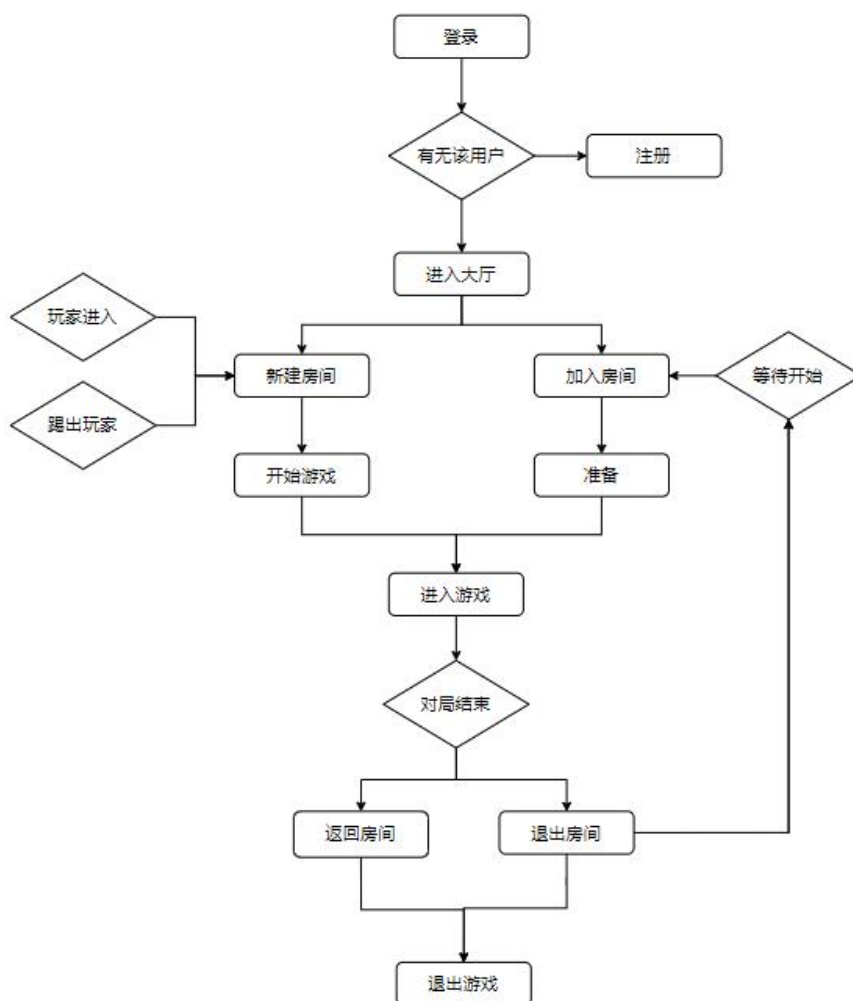 登录
有无该用户
注册
进入大厅
玩家进入
新建房间
加入房间
等待开始
踢出玩家
开始游戏
准备
进入游戏
对局结束
返回房间
退出房间
退出游戏